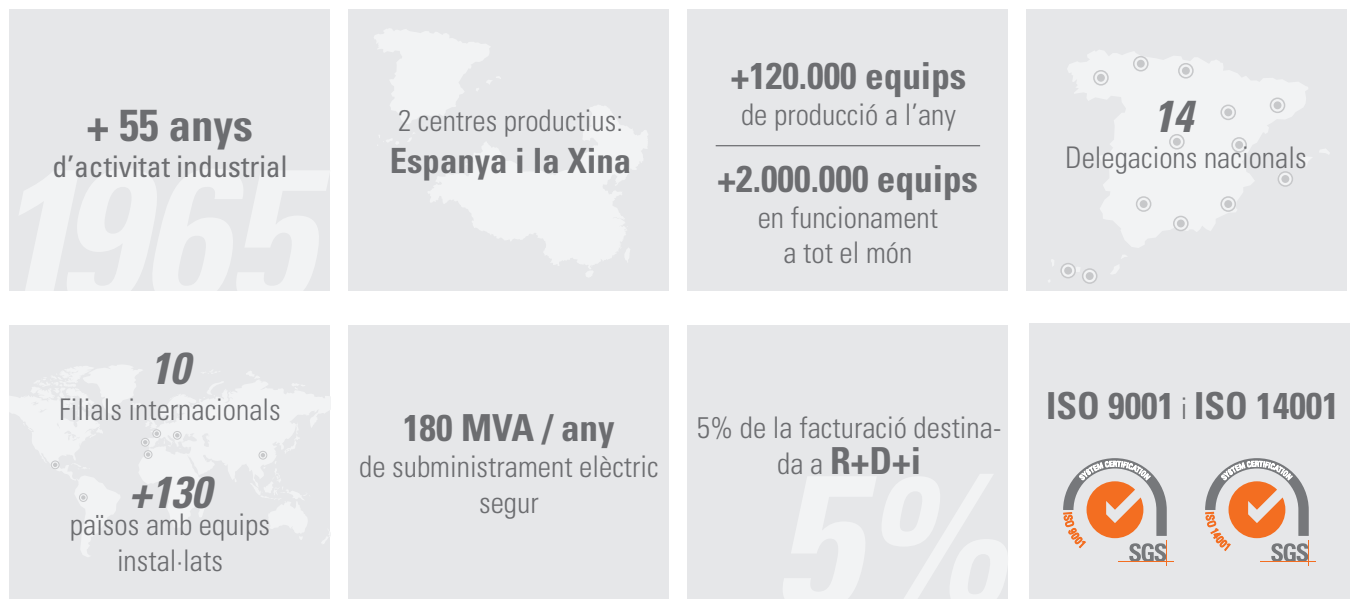 + 55 anys
d'activitat industrial
1965
2 centres productius:
Espanya i la Xina
+120.000 equips
de producció a l'any
+2.000.000 equips
en funcionament
a tot el món
14
Delegacions nacionals
10
Filials internacionals
+130
països amb equips
instal·lats
180 MVA / any
de subministrament elèctric
segur
5% de la facturació destina-
da a R+D+i
5%
ISO 9001 i ISO 14001
SYSTEM CERTIFICATION
ISO 9001
SGS
SYSTEM CERTIFICATION
ISO 14001
SGS